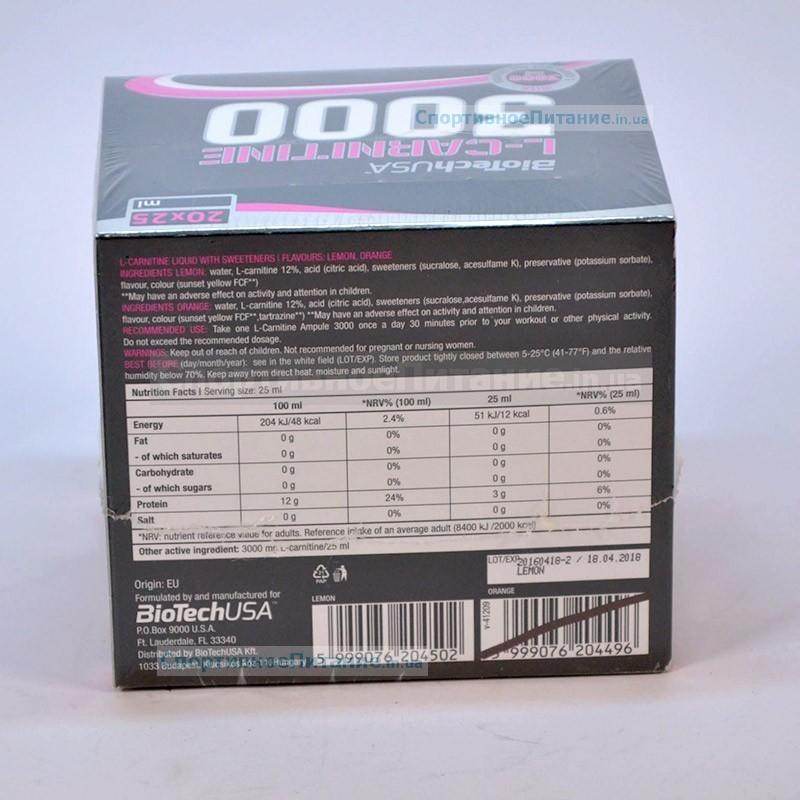 3000
L-CARNITINE
BioTechUSA
20x25
ml
СпортивноеПитание.in.ua
L-CARNITINE LIQUID WITH SWEETENERS | FLAVOURS: LEMON, ORANGE
INGREDIENTS LEMON: water, L-carnitine 12%, acid (citric acid), sweeteners (sucralose, acesulfame K), preservative (potassium sorbate),
flavour, colour (sunset yellow FCF**)
**May have an adverse effect on activity and attention in children.
INGREDIENTS ORANGE: water, L-carnitine 12%, acid (citric acid), sweeteners (sucralose,acesulfame K), preservative (potassium sorbate),
flavour, colour (sunset yellow FCF**,tartrazine**) **May have an adverse effect on activity and attention in children.
RECOMMENDED USE: Take one L-Carnitine Ampule 3000 once a day 30 minutes prior to your workout or other physical activity.
Do not exceed the recommended dosage.
WARNINGS: Keep out of reach of children. Not recommended for pregnant or nursing women.
BEST BEFORE (day/month/year): see in the white field (LOT/EXP). Store product tightly closed between 5-25°C (41-77°F) and the relative
humidity below 70%. Keep away from direct heat, moisture and sunlight.
СпортивноеПитание.in.ua
Nutrition Facts | Serving size: 25 ml
100 ml *NRV% (100 ml) 25 ml *NRV% (25 ml)
Energy 204 kJ/48 kcal 2.4% 51 kJ/12 kcal 0.6%
Fat 0 g 0% 0 g 0%
- of which saturates 0 g 0% 0 g 0%
Carbohydrate 0 g 0% 0 g 0%
- of which sugars 0 g 0% 0 g 0%
Protein 12 g 24% 3 g 6%
Salt 0 g 0% 0 g 0%
*NRV: nutrient reference value for adults. Reference intake of an average adult (8400 kJ /2000 kcal)
Other active ingredient: 3000 mg L-carnitine/25 ml
LOT/EXP 20160418-2 / 18.04.2018
LEMON
21
PAP
Origin: EU
Formulated by and manufactured for
BioTechUSA
P.O.Box 9000 U.S.A.
Ft. Lauderdale, FL 33340
Distributed by BioTechUSA Kft.
1033 Budapest, Hungary
СпортивноеПитание.in.ua
LEMON
5 999076 204502
ORANGE
v-41209
5 999076 204496